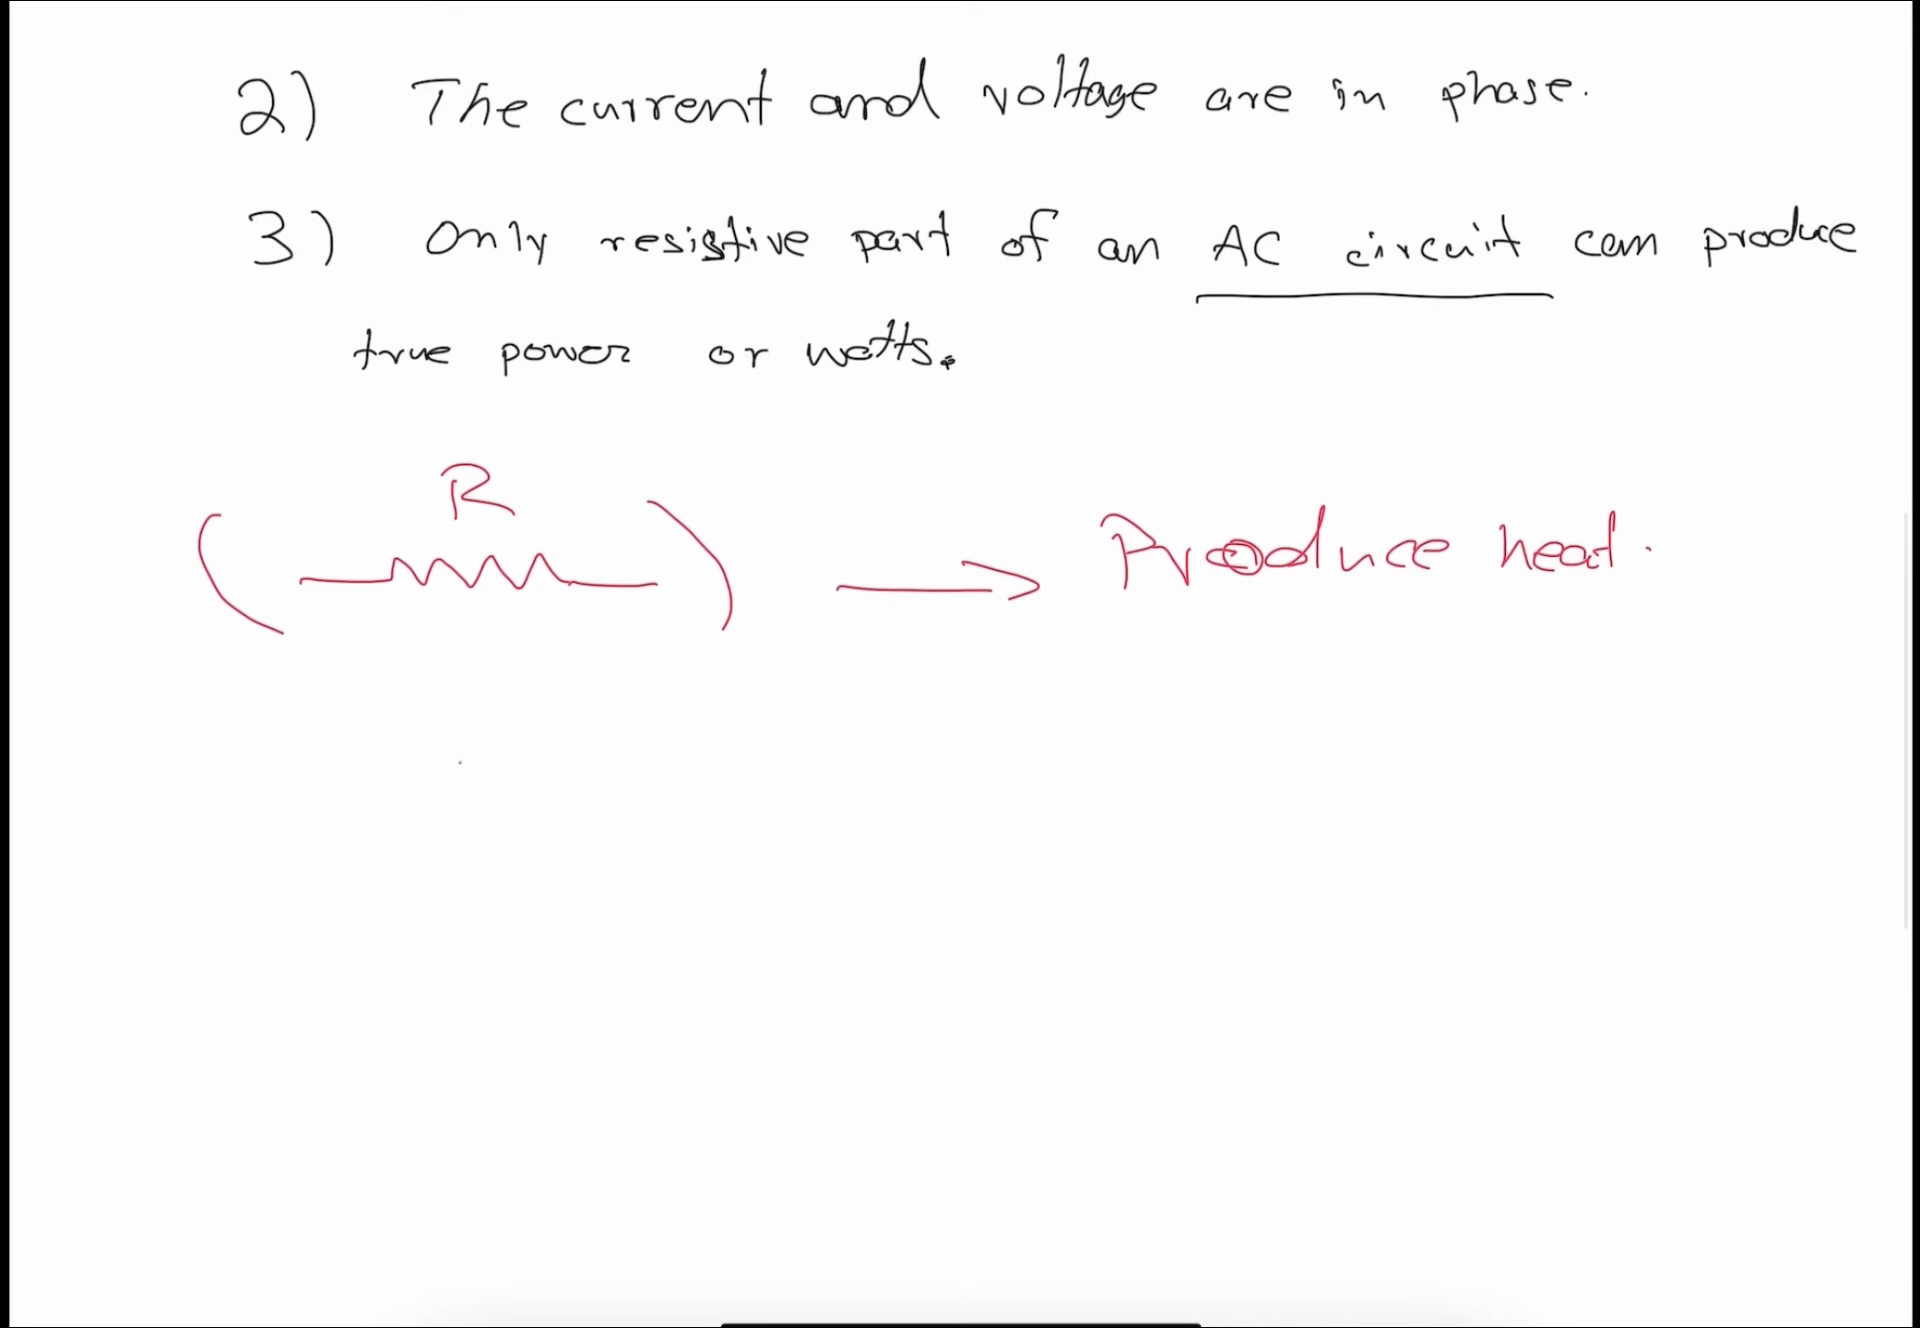 2) The current and voltage are in phase.
3) Only resistive part of an AC circuit can produce
true power or watts.
R
Produce heat.